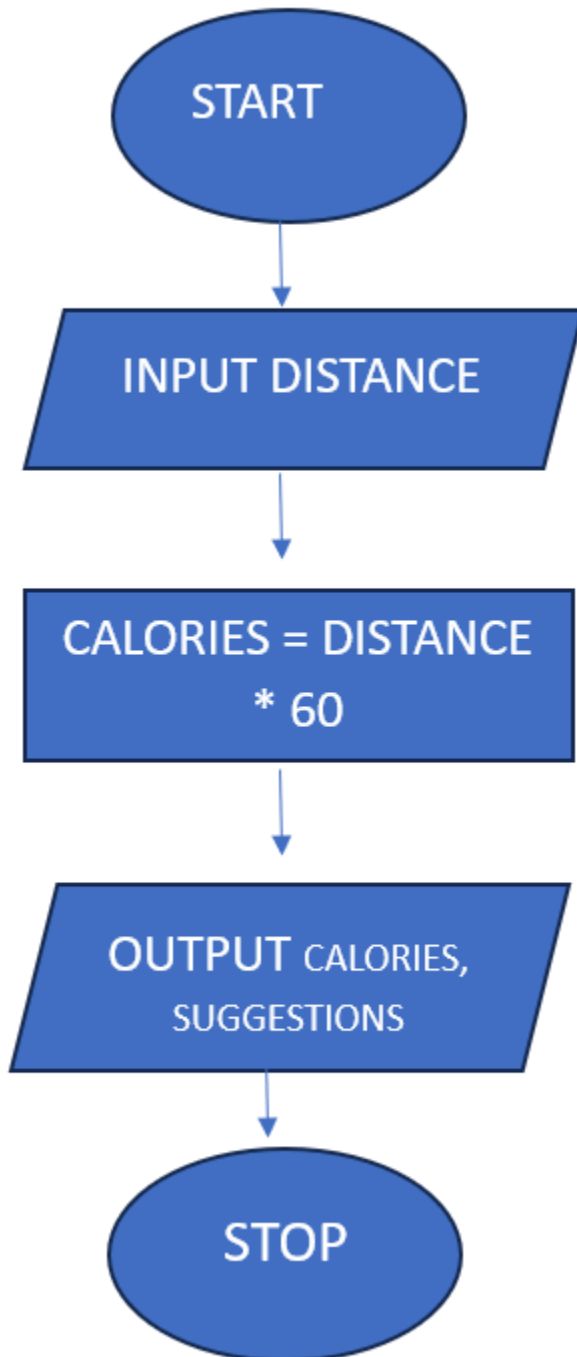 START
INPUT DISTANCE
CALORIES = DISTANCE
* 60
OUTPUT CALORIES,
SUGGESTIONS
STOP